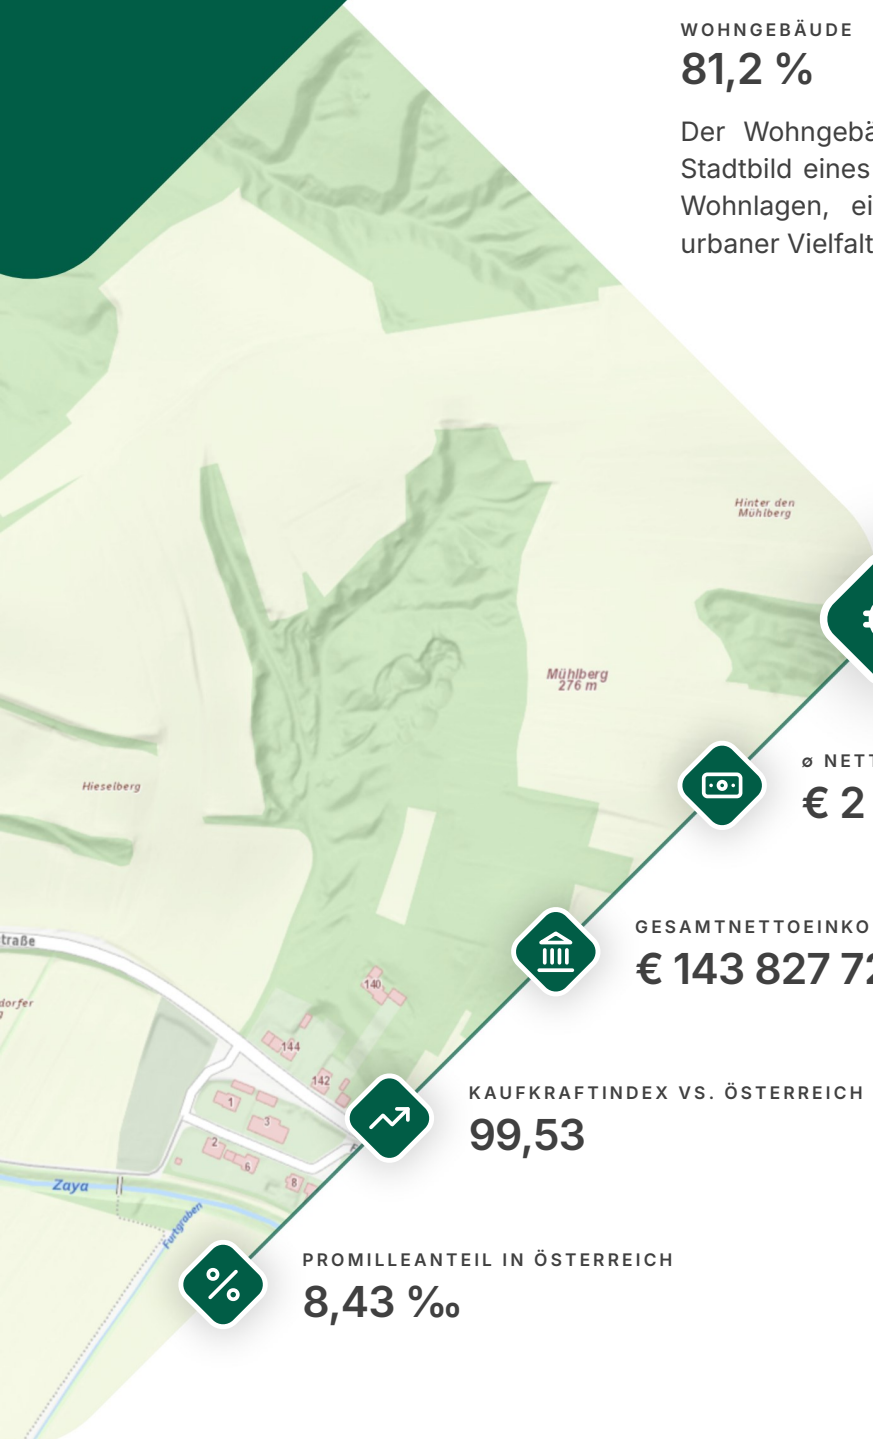 WOHNGEBÄUDE
81,2 %
Der Wohngebä
Stadtbild eines
Wohnlagen, ei
urbaner Vielfalt
Hinter den
Mühlberg
Mühlberg
276 m
ø NETT
€ 2
Hieselberg
GESAMTNETTOEINKO
€ 143 827 72
traße
dorfer
140
144
142
KAUFKRAFTINDEX VS. ÖSTERREICH
99,53
1
3
2
6
8
Zaya
Furtgraben
PROMILLEANTEIL IN ÖSTERREICH
8,43 ‰